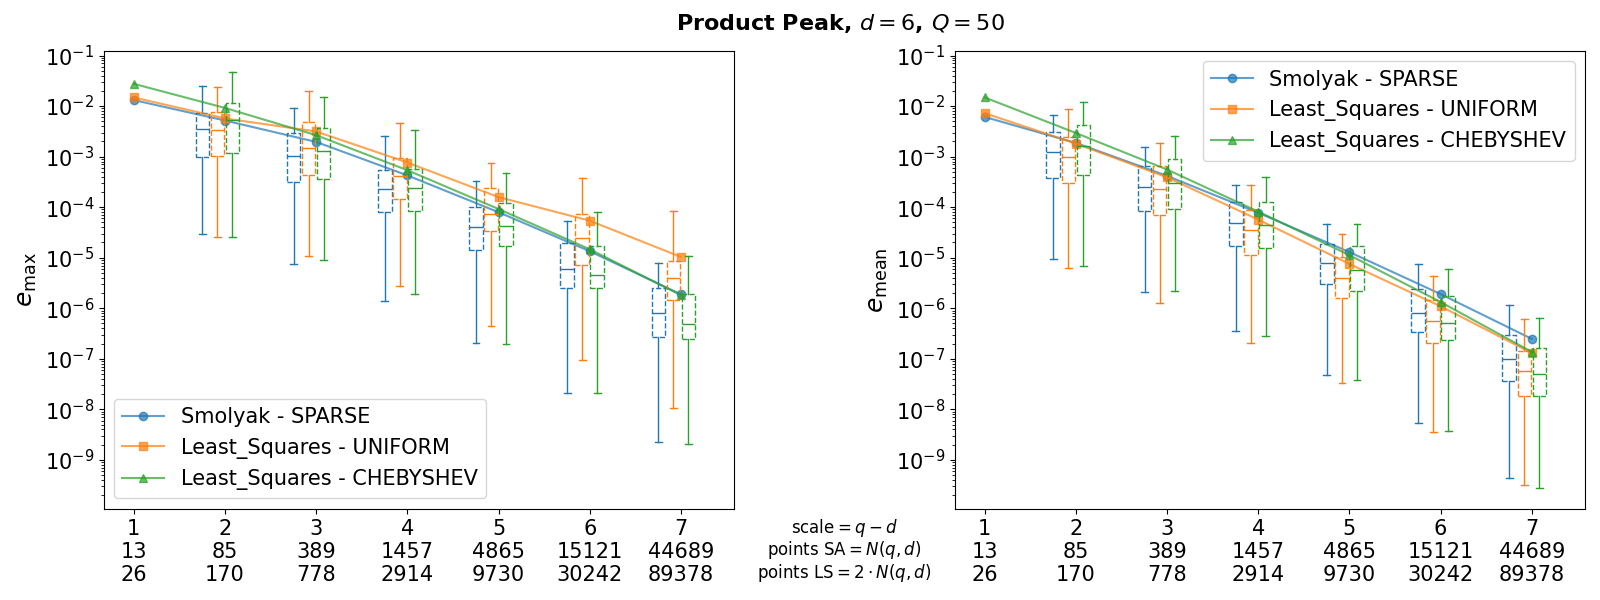 Product Peak, d = 6, Q = 50
10⁻¹
10⁻²
10⁻³
10⁻⁴
10⁻⁵
10⁻⁶
10⁻⁷
10⁻⁸
10⁻⁹
e_max
Smolyak - SPARSE
Least_Squares - UNIFORM
Least_Squares - CHEBYSHEV
1 2 3 4 5 6 7
13 85 389 1457 4865 15121 44689
26 170 778 2914 9730 30242 89378
scale = q − d
points SA = N(q, d)
points LS = 2 · N(q, d)
10⁻¹
10⁻²
10⁻³
10⁻⁴
10⁻⁵
10⁻⁶
10⁻⁷
10⁻⁸
10⁻⁹
e_mean
Smolyak - SPARSE
Least_Squares - UNIFORM
Least_Squares - CHEBYSHEV
1 2 3 4 5 6 7
13 85 389 1457 4865 15121 44689
26 170 778 2914 9730 30242 89378